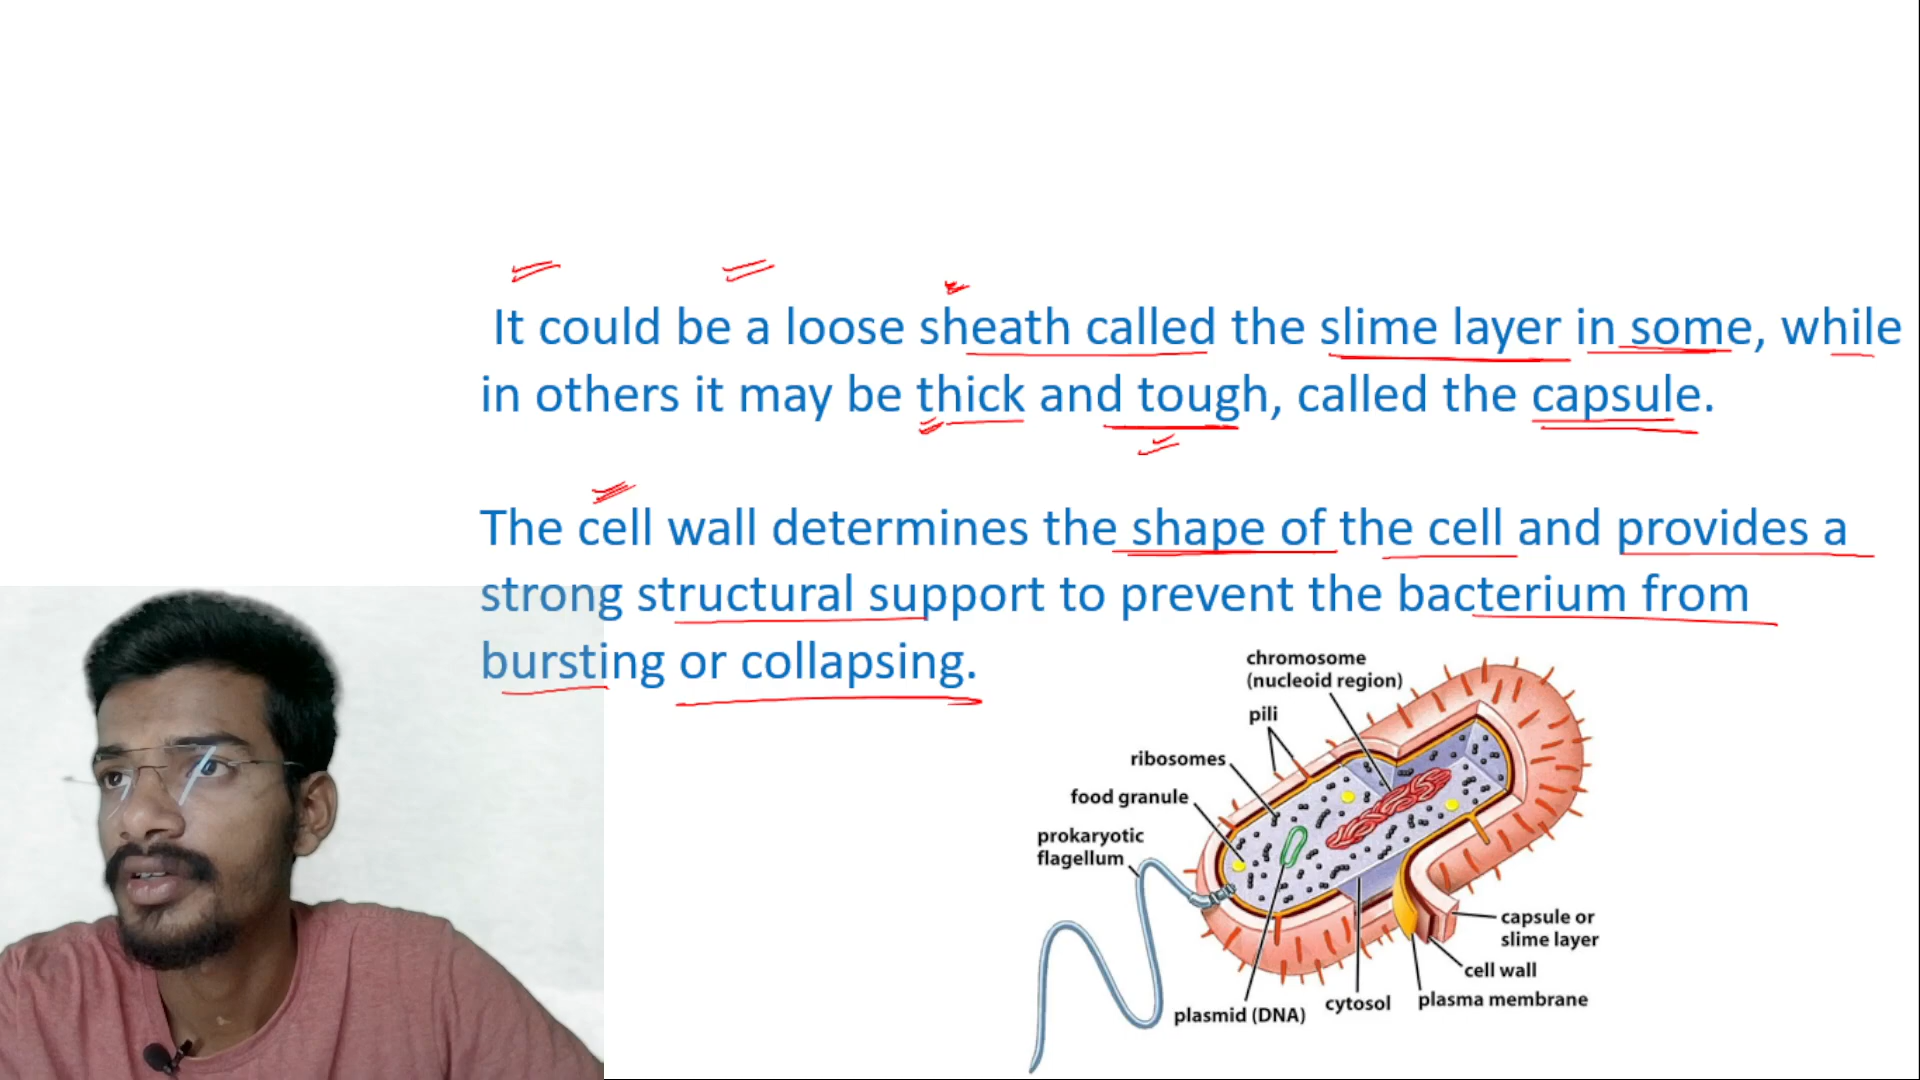 It could be a loose sheath called the slime layer in some, while
in others it may be thick and tough, called the capsule.
The cell wall determines the shape of the cell and provides a
strong structural support to prevent the bacterium from
bursting or collapsing.
chromosome
(nucleoid region)
pili
ribosomes
food granule
prokaryotic
flagellum
capsule or
slime layer
cell wall
plasma membrane
cytosol
plasmid (DNA)